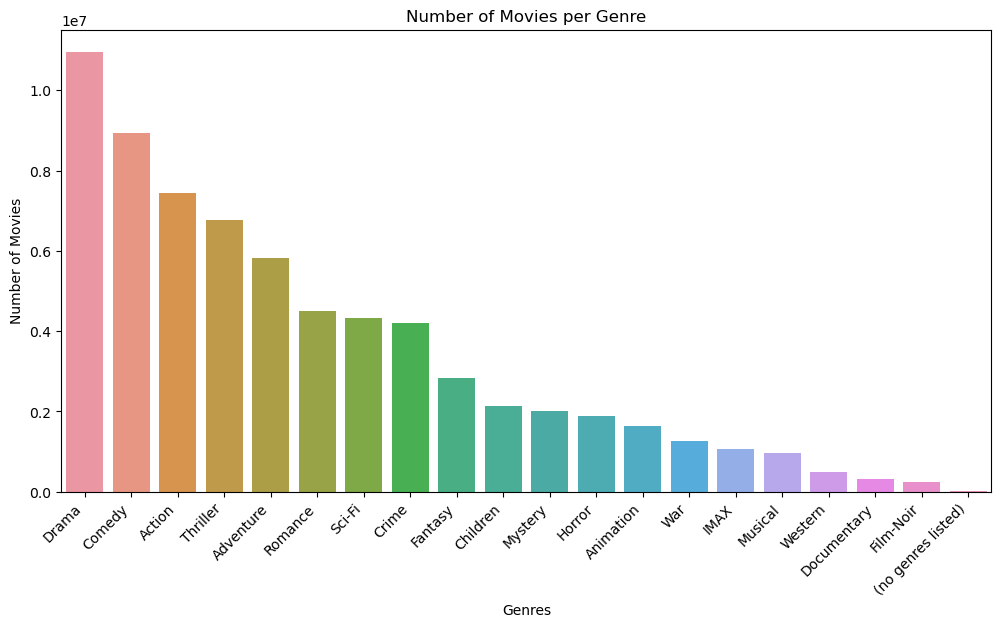 Number of Movies per Genre
1e7
Number of Movies
1.0
0.8
0.6
0.4
0.2
0.0
Drama
Comedy
Action
Thriller
Adventure
Romance
Sci-Fi
Crime
Fantasy
Children
Mystery
Horror
Animation
War
IMAX
Musical
Western
Documentary
Film-Noir
(no genres listed)
Genres